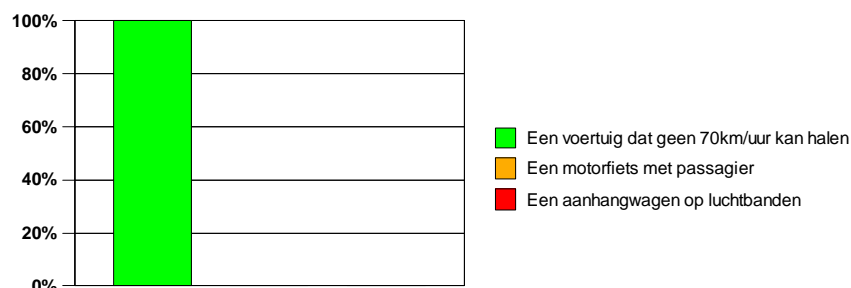 100%
80%
60%
40%
20%
0%
Een voertuig dat geen 70km/uur kan halen
Een motorfiets met passagier
Een aanhangwagen op luchtbanden